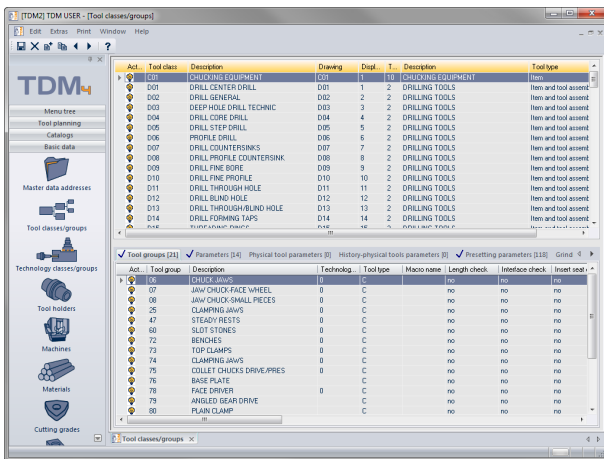 [TDM2] TDM USER - [Tool classes/groups]
Edit Extras Print Window Help
TDM4
Menu tree
Tool planning
Catalogs
Basic data
Master data addresses
Tool classes/groups
Technology classes/groups
Tool holders
Machines
Materials
Cutting grades
Act... Tool class Description Drawing Displ... T... Description Tool type
C01 CHUCKING EQUIPMENT C01 1 10 CHUCKING EQUIPMENT Item
D01 DRILL CENTER DRILL D01 1 2 DRILLING TOOLS Item and tool assemb
D02 DRILL GENERAL D02 2 2 DRILLING TOOLS Item and tool assemb
D03 DEEP HOLE DRILL TECHNIC D03 3 2 DRILLING TOOLS Item and tool assemb
D04 DRILL CORE DRILL D04 4 2 DRILLING TOOLS Item and tool assemb
D05 DRILL STEP DRILL D05 5 2 DRILLING TOOLS Item and tool assemb
D06 PROFILE DRILL D06 6 2 DRILLING TOOLS Item and tool assemb
D07 DRILL COUNTERSINKS D07 7 2 DRILLING TOOLS Item and tool assemb
D08 DRILL PROFILE COUNTERSINK D08 8 2 DRILLING TOOLS Item and tool assemb
D09 DRILL FINE BORE D09 9 2 DRILLING TOOLS Item and tool assemb
D10 DRILL FINE PROFILE D10 10 2 DRILLING TOOLS Item and tool assemb
D11 DRILL THROUGH HOLE D11 11 2 DRILLING TOOLS Item and tool assemb
D12 DRILL BLIND HOLE D12 12 2 DRILLING TOOLS Item and tool assemb
D13 DRILL THROUGH/BLIND HOLE D13 13 2 DRILLING TOOLS Item and tool assemb
D14 DRILL FORMING TAPS D14 14 2 DRILLING TOOLS Item and tool assemb
D15 THREADING RINGS D15 15 2 DRILLING TOOLS Item and tool assemb
Tool groups [21] Parameters [14] Physical tool parameters [0] History-physical tools parameters [0] Presetting parameters [118] Grind
Act... Tool group Description Technolog... Tool type Macro name Length check Interface check Insert seat
06 CHUCK JAWS 0 C no no no
07 JAW CHUCK-FACE WHEEL 0 C no no no
08 JAW CHUCK-SMALL PIECES 0 C no no no
25 CLAMPING JAWS 0 C no no no
47 STEADY RESTS 0 C no no no
60 SLOT STONES 0 C no no no
72 BENCHES 0 C no no no
73 TOP CLAMPS 0 C no no no
74 CLAMPING JAWS 0 C no no no
75 COLLET CHUCKS DRIVE/PRES 0 C no no no
76 BASE PLATE C no no no
78 FACE DRIVER 0 C no no no
79 ANGLED GEAR DRIVE C no no no
80 PLAIN CLAMP C no no no
Tool classes/groups